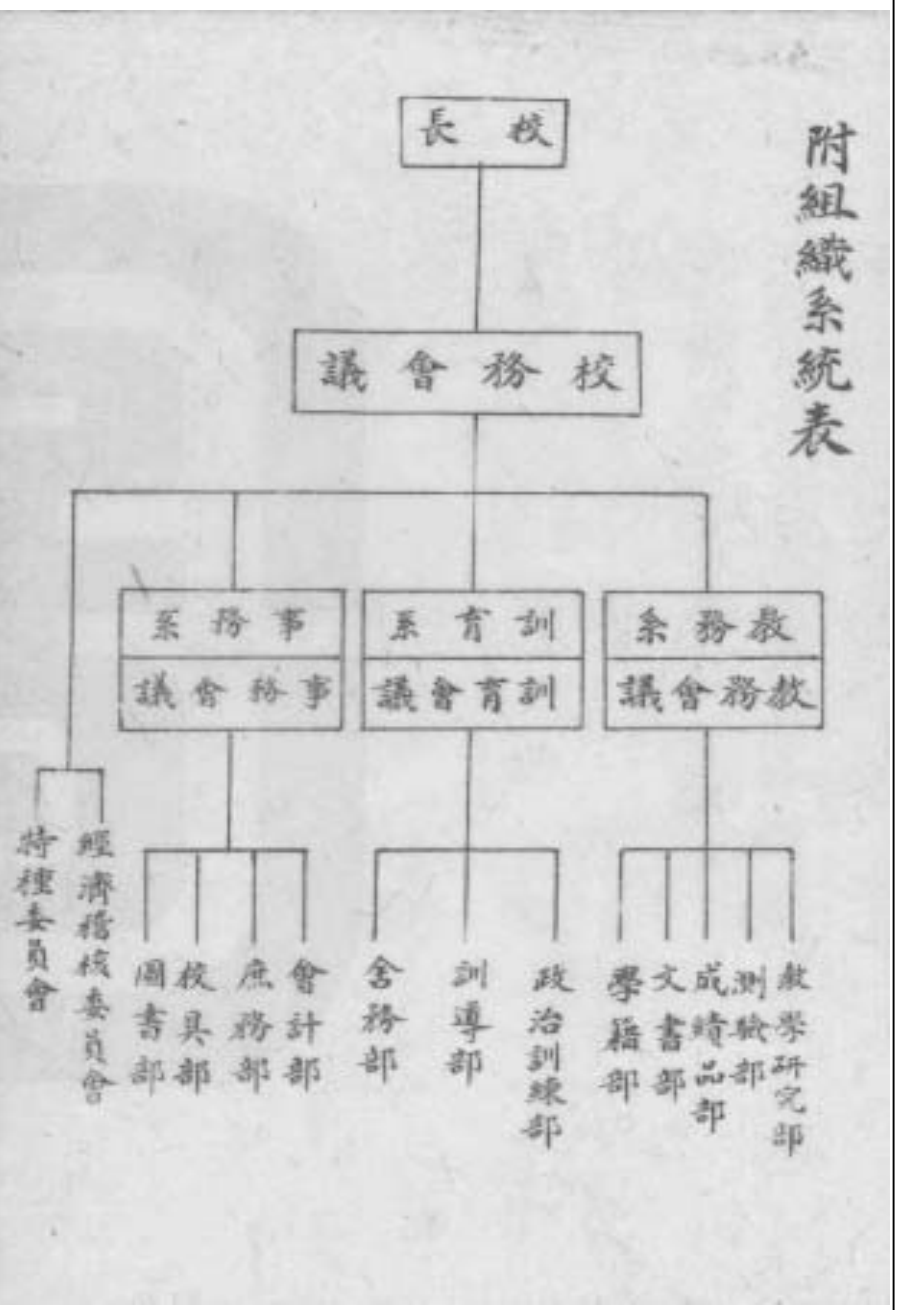 附組織系統表
校長
校務會議
教務系
教務會議
訓育系
訓育會議
事務系
事務會議
教學研究部
測驗部
成績品部
文書部
學籍部
政治訓練部
訓導部
舍務部
會計部
庶務部
校具部
圖書部
經濟稽核委員會
特種委員會